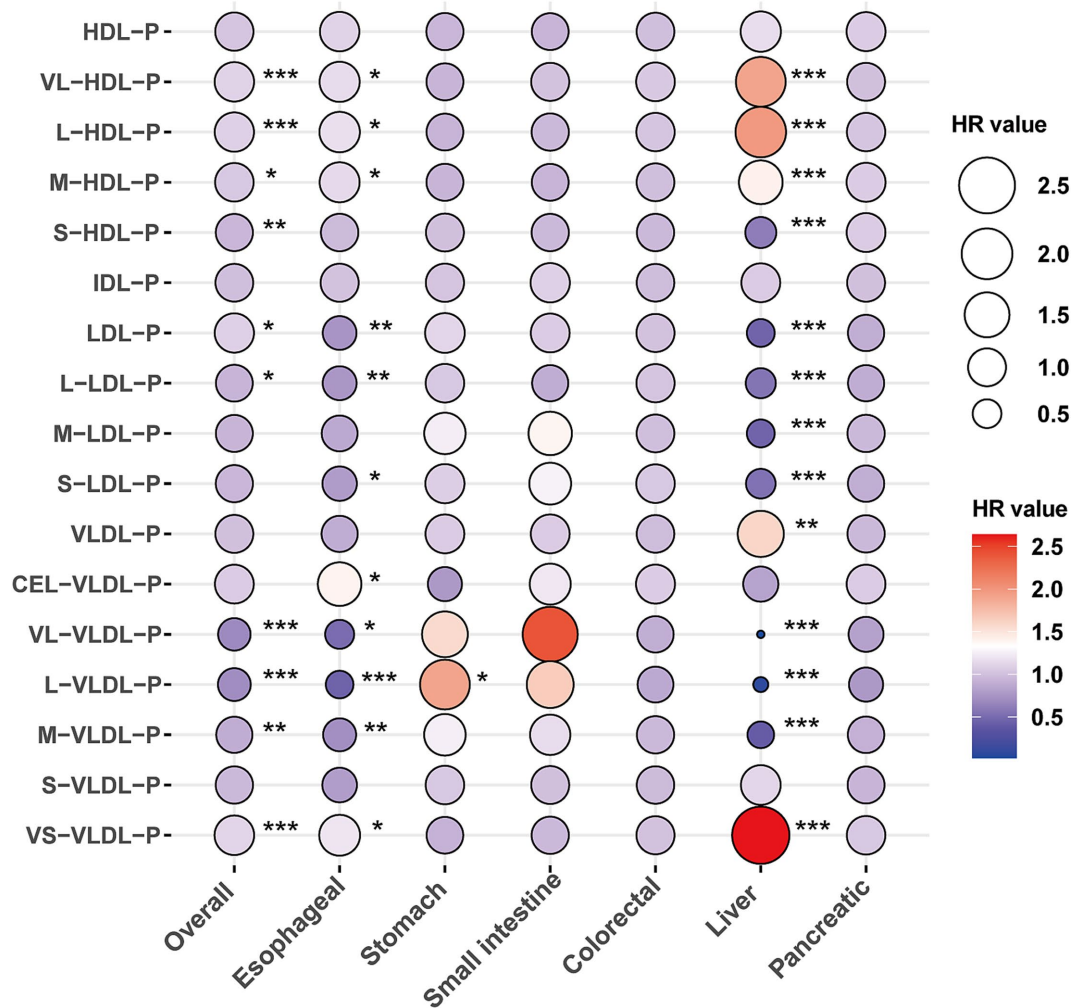 HDL−P
VL−HDL−P *** * ***
L−HDL−P *** * ***
M−HDL−P * * ***
S−HDL−P ** ***
IDL−P
LDL−P * ** ***
L−LDL−P * ** ***
M−LDL−P ***
S−LDL−P * ***
VLDL−P **
CEL−VLDL−P *
VL−VLDL−P *** * ***
L−VLDL−P *** *** * ***
M−VLDL−P ** ** ***
S−VLDL−P
VS−VLDL−P *** * ***
Overall
Esophageal
Stomach
Small intestine
Colorectal
Liver
Pancreatic
HR value
2.5
2.0
1.5
1.0
0.5
HR value
2.5
2.0
1.5
1.0
0.5